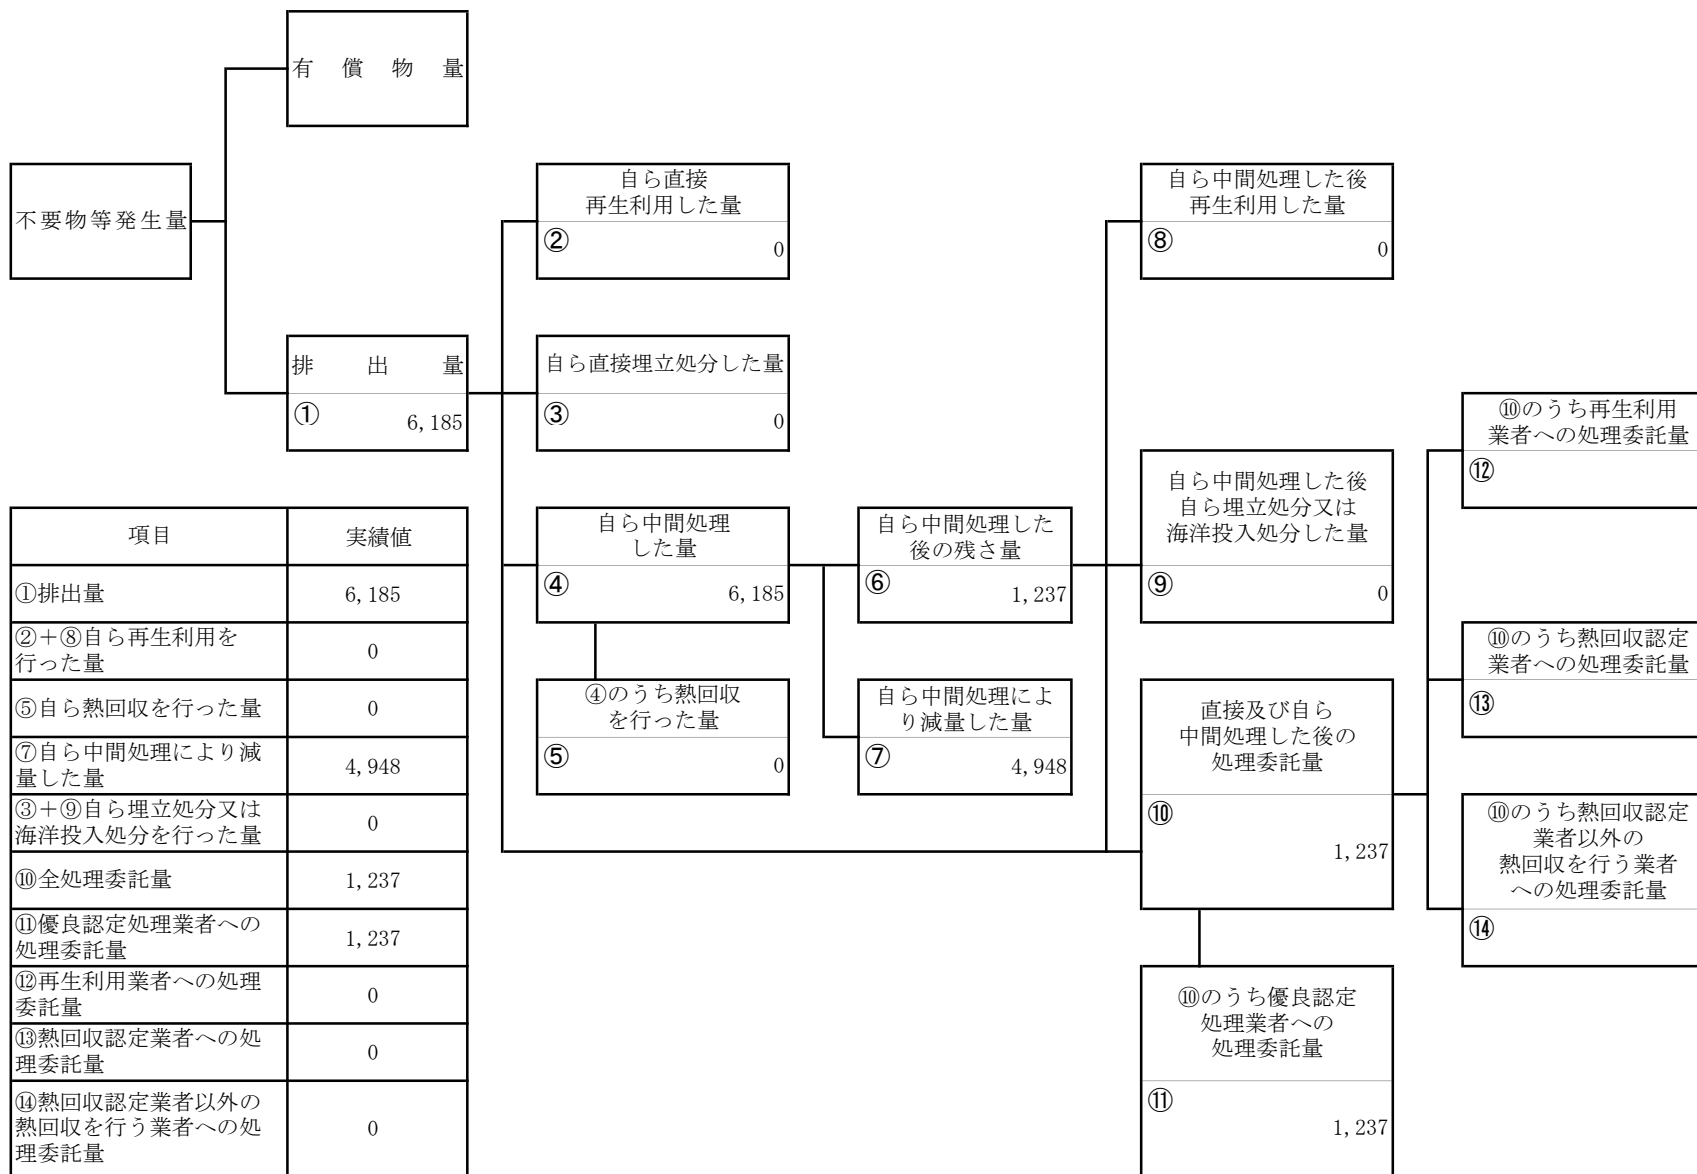 有償物量
不要物等発生量
排出量
①
6,185
自ら直接
再生利用した量
②
0
自ら直接埋立処分した量
③
0
自ら中間処理
した量
④
6,185
④のうち熱回収
を行った量
⑤
0
自ら中間処理した
後の残さ量
⑥
1,237
自ら中間処理によ
り減量した量
⑦
4,948
自ら中間処理した後
再生利用した量
⑧
0
自ら中間処理した後
自ら埋立処分又は
海洋投入処分した量
⑨
0
直接及び自ら
中間処理した後の
処理委託量
⑩
1,237
⑩のうち優良認定
処理業者への
処理委託量
⑪
1,237
⑩のうち再生利用
業者への処理委託量
⑫
⑩のうち熱回収認定
業者への処理委託量
⑬
⑩のうち熱回収認定
業者以外の
熱回収を行う業者
への処理委託量
⑭
項目
実績値
①排出量
6,185
②+⑧自ら再生利用を
行った量
0
⑤自ら熱回収を行った量
0
⑦自ら中間処理により減
量した量
4,948
③+⑨自ら埋立処分又は
海洋投入処分を行った量
0
⑩全処理委託量
1,237
⑪優良認定処理業者への
処理委託量
1,237
⑫再生利用業者への処理
委託量
0
⑬熱回収認定業者への処
理委託量
0
⑭熱回収認定業者以外の
熱回収を行う業者への処
理委託量
0